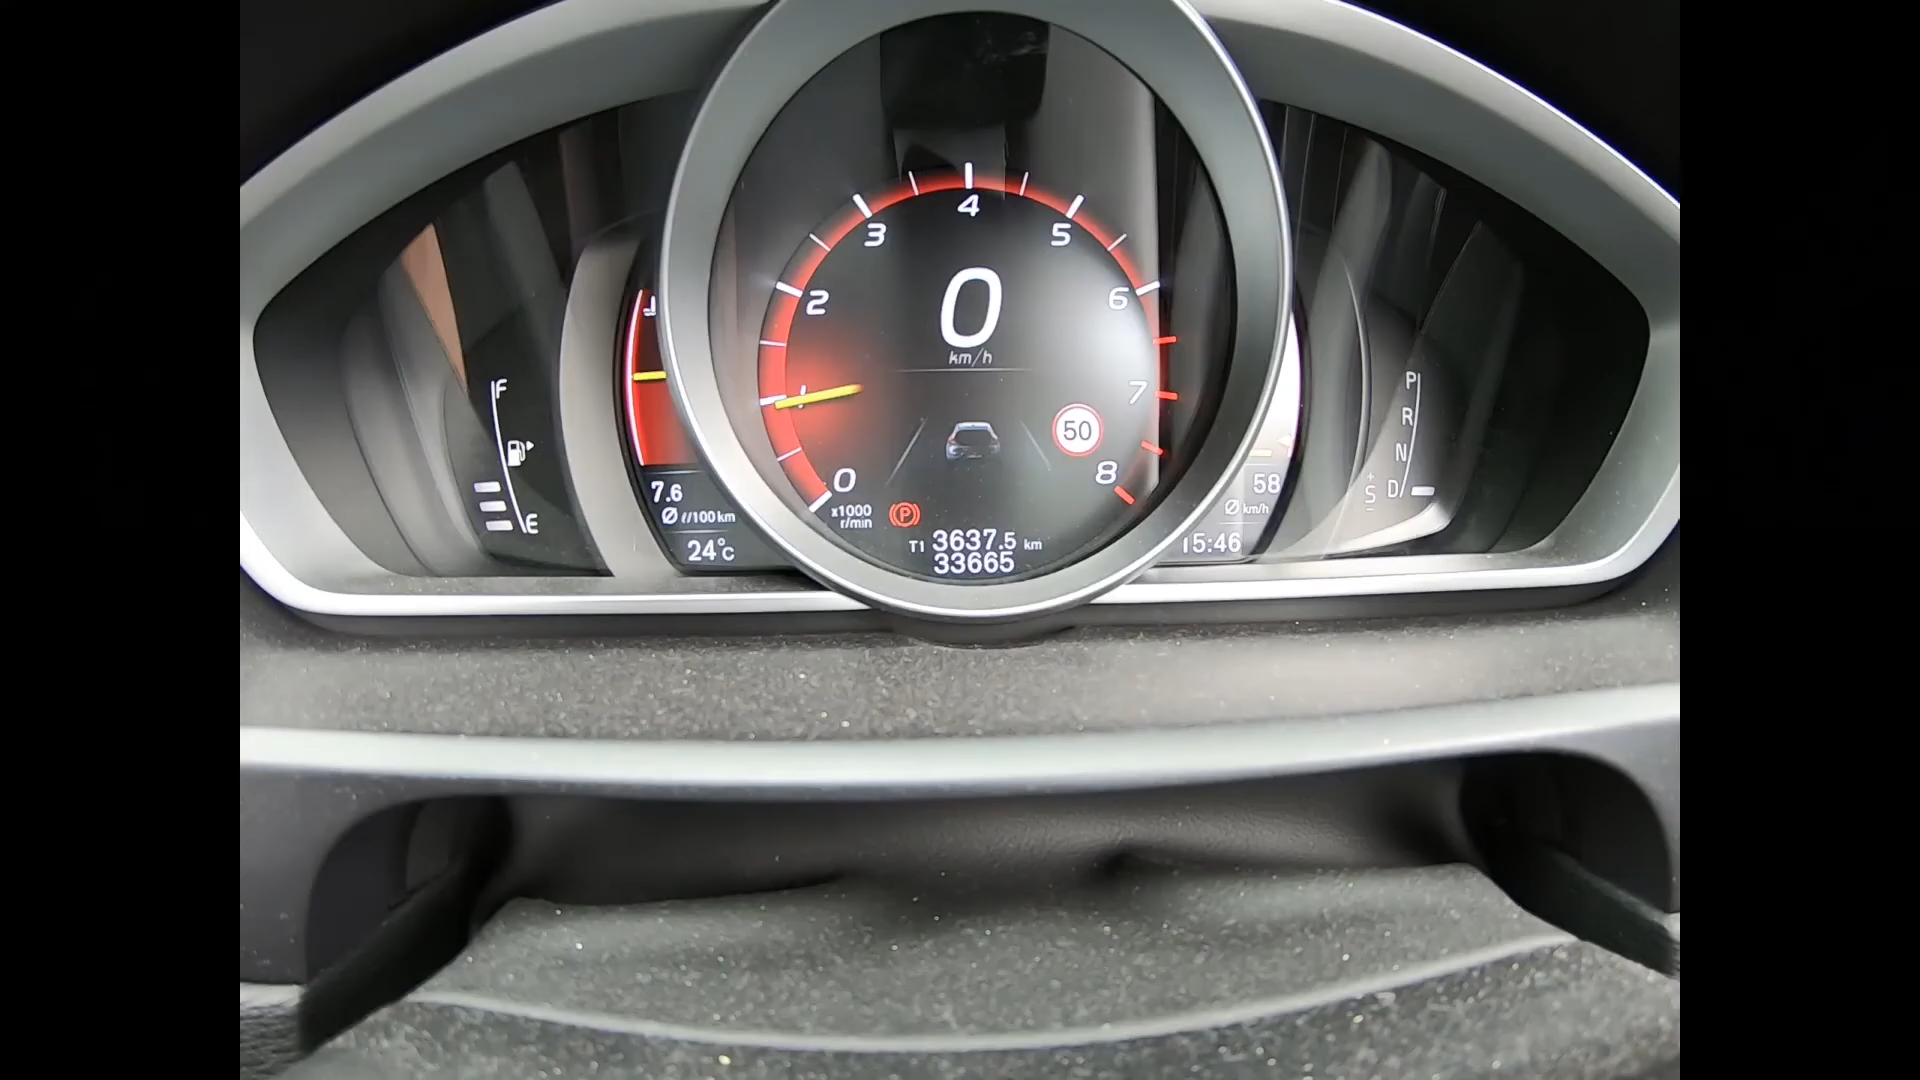 F
E
7.6
Ø ℓ/100km
24°C
0
1
2
3
4
5
6
7
8
x1000
r/min
0
km/h
50
(P)
T1 3637.5 km
33665
58
Ø km/h
15:46
P
R
N
D
+
S
-